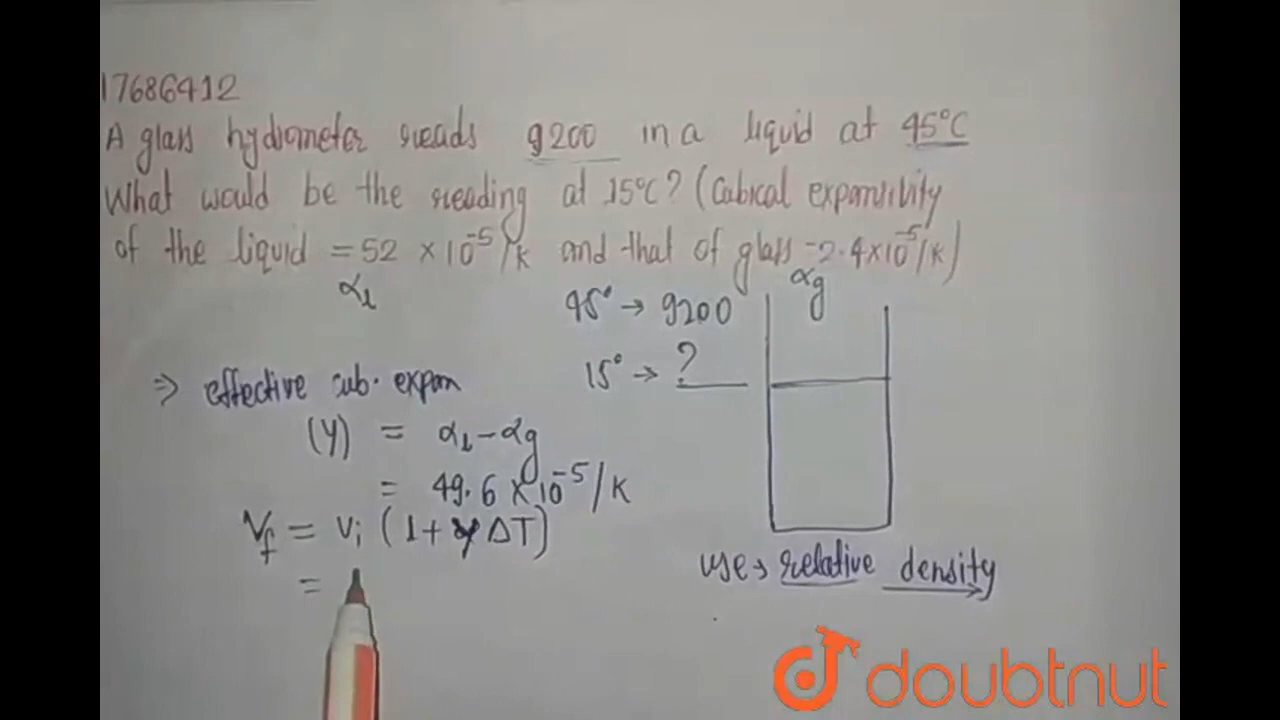 17686412
A glass hydrometer reads 9200 in a liquid at 45°C
What would be the reading at 15°C? (Cubical expansivity
of the liquid = 52 × 10⁻⁵/K and that of glass = 2.4×10⁻⁵/K)
αl
αg
45° → 9200
15° → ?
⇒ effective cub. expan
(γ) = αl - αg
= 49.6 × 10⁻⁵/K
Vf = Vi (1 + γ ΔT)
=
use → relative density
doubtnut